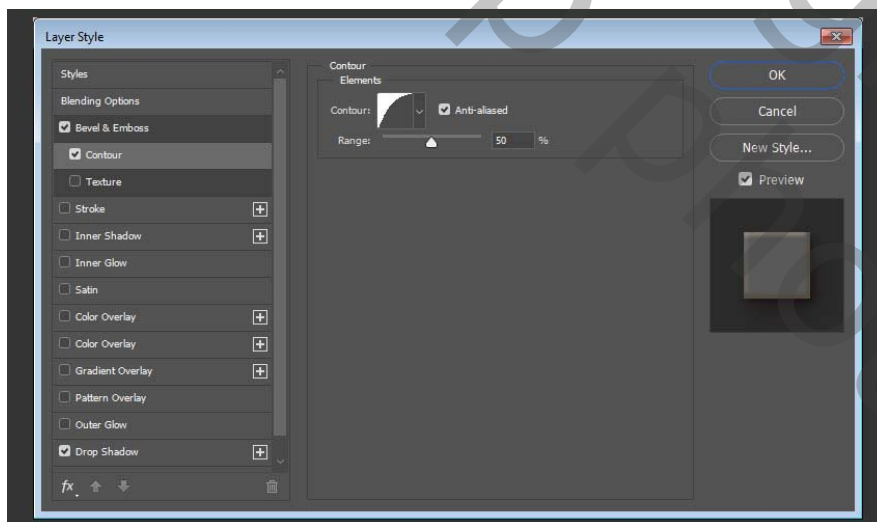 Layer Style
Styles
Blending Options
Bevel & Emboss
Contour
Texture
Stroke
Inner Shadow
Inner Glow
Satin
Color Overlay
Color Overlay
Gradient Overlay
Pattern Overlay
Outer Glow
Drop Shadow
fx
Contour
Elements
Contour:
Anti-aliased
Range:
50 %
OK
Cancel
New Style...
Preview